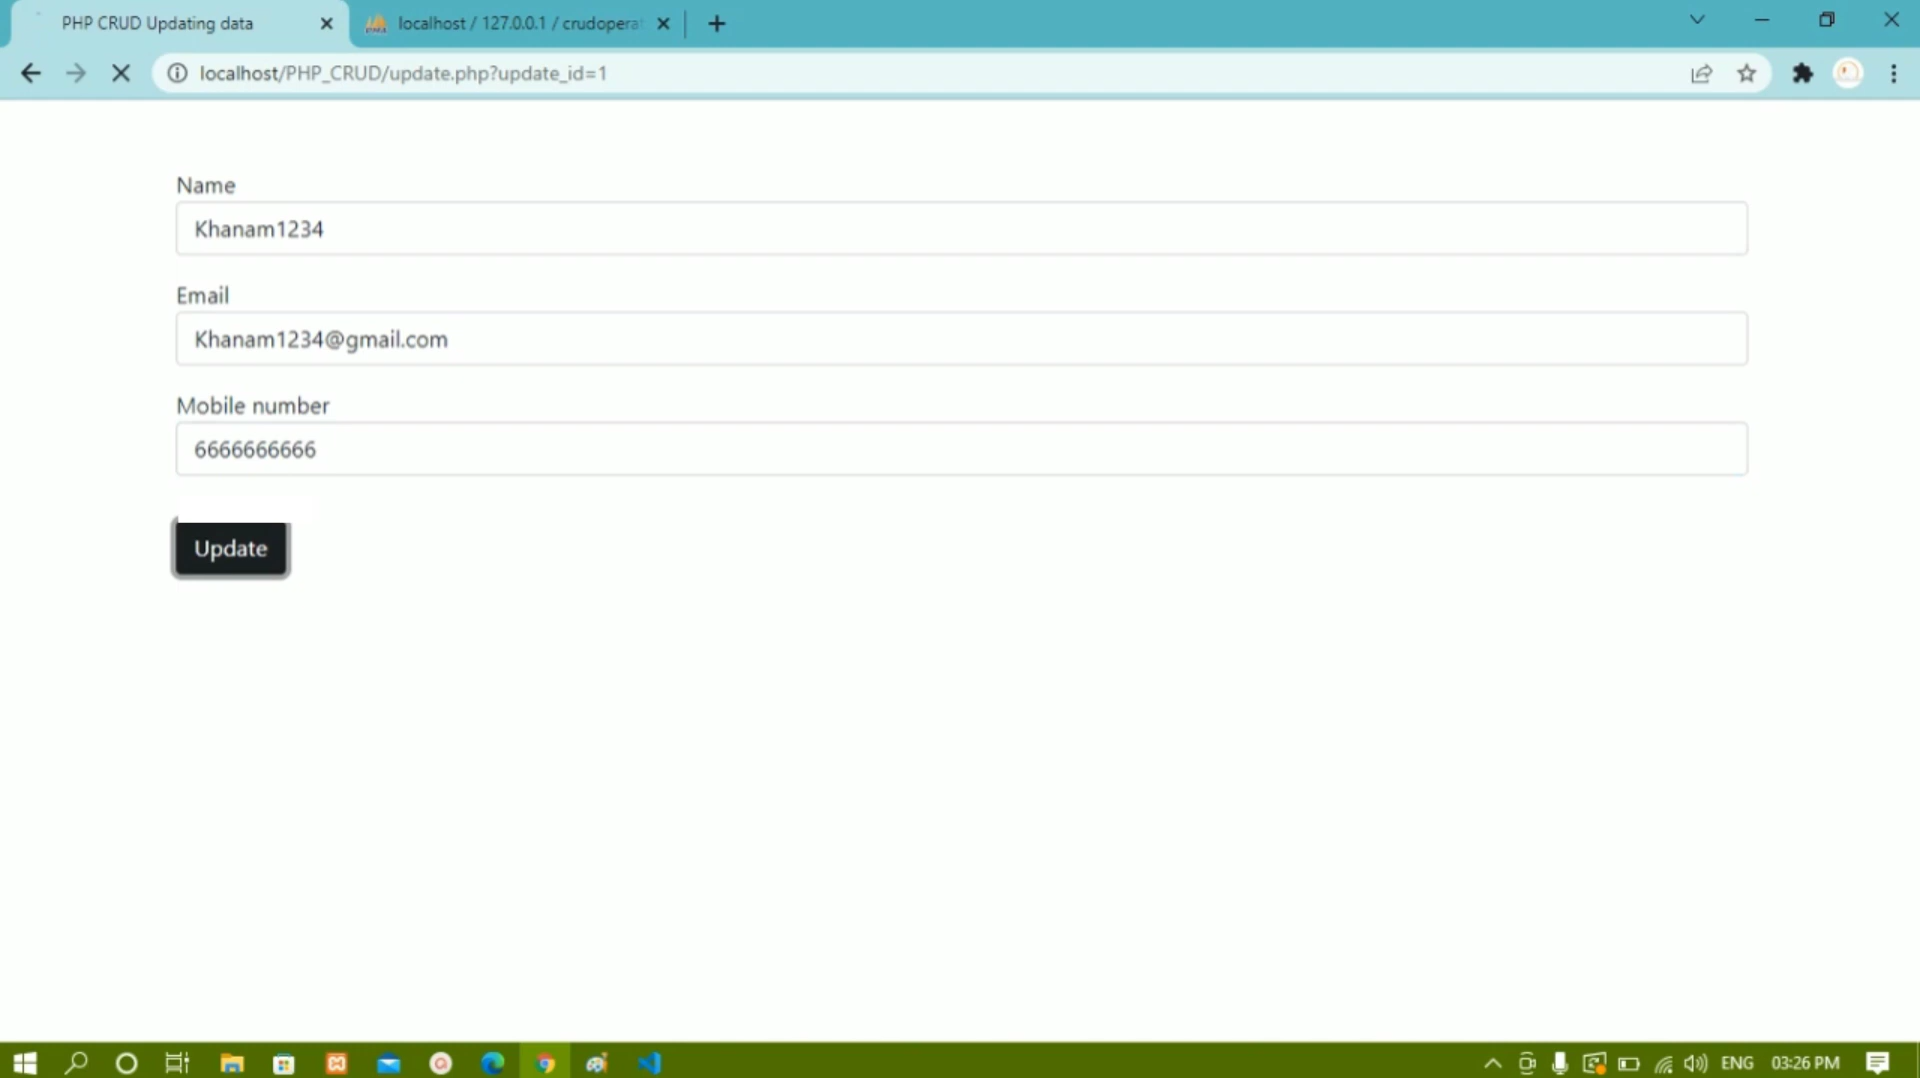 PHP CRUD Updating data
localhost / 127.0.0.1 / crudopera
localhost/PHP_CRUD/update.php?update_id=1
Name
Khanam1234
Email
Khanam1234@gmail.com
Mobile number
6666666666
Update
ENG 03:26 PM